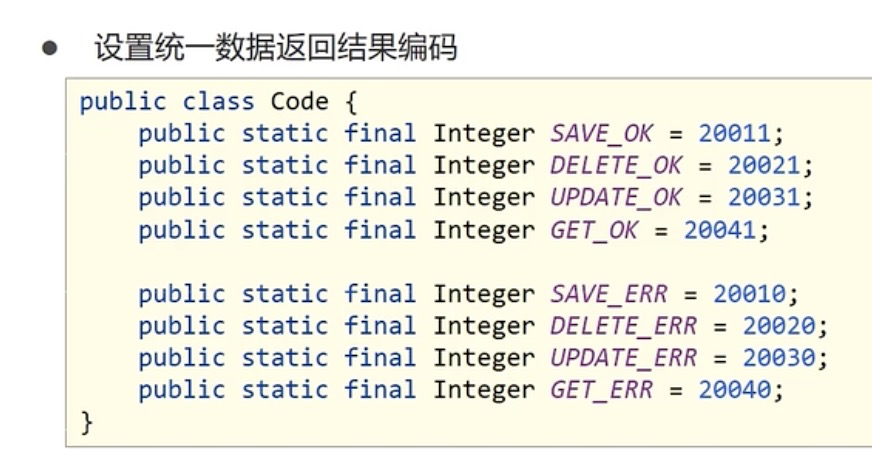 ● 设置统一数据返回结果编码
public class Code {
    public static final Integer SAVE_OK = 20011;
    public static final Integer DELETE_OK = 20021;
    public static final Integer UPDATE_OK = 20031;
    public static final Integer GET_OK = 20041;

    public static final Integer SAVE_ERR = 20010;
    public static final Integer DELETE_ERR = 20020;
    public static final Integer UPDATE_ERR = 20030;
    public static final Integer GET_ERR = 20040;
}